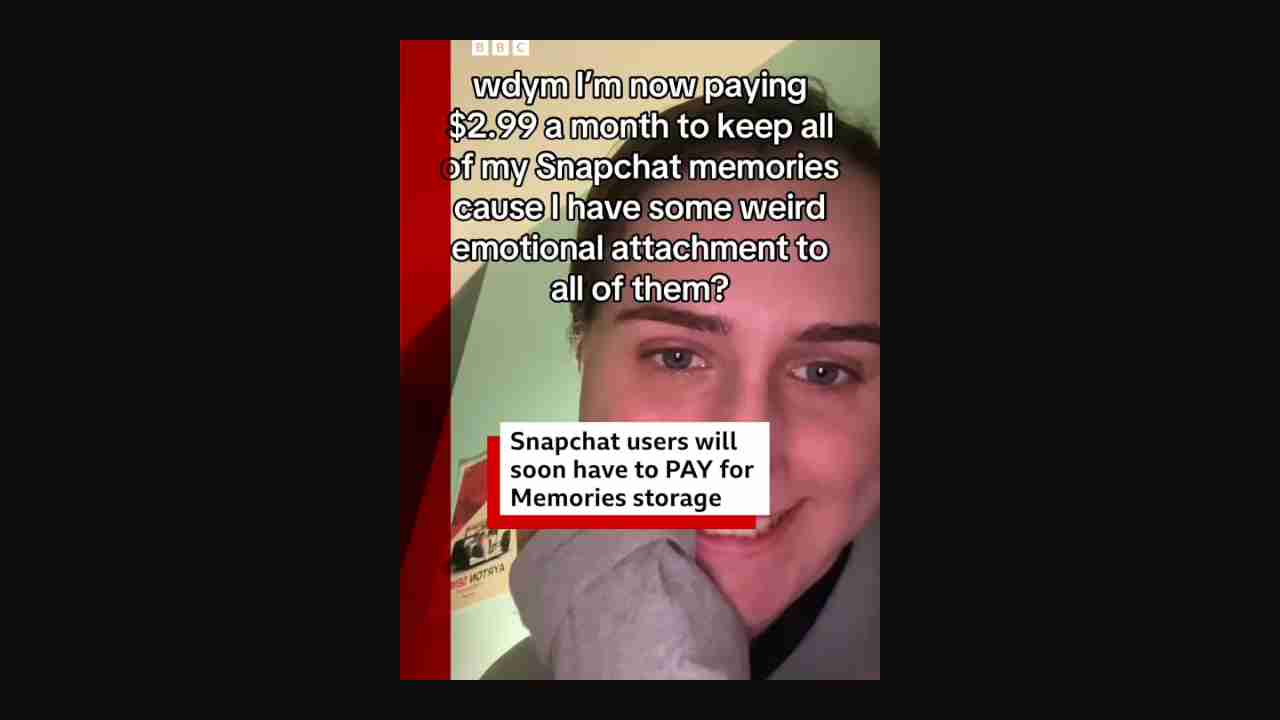 BBC
wdym I'm now paying
$2.99 a month to keep all
of my Snapchat memories
cause I have some weird
emotional attachment to
all of them?
Snapchat users will
soon have to PAY for
Memories storage
AYRTON